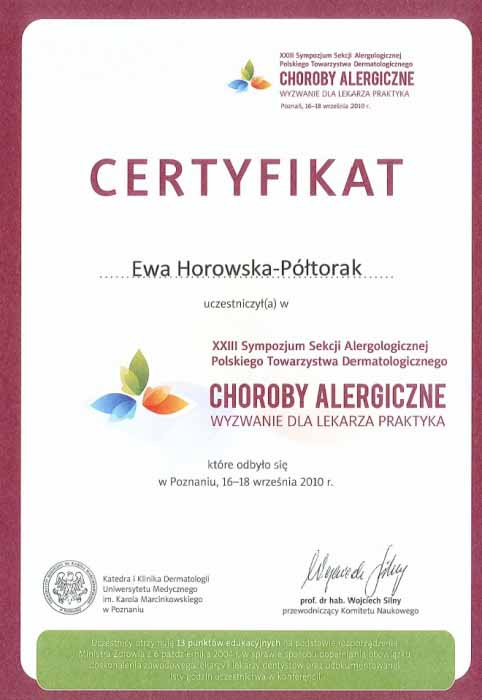 XXIII Sympozjum Sekcji Alergologicznej
Polskiego Towarzystwa Dermatologicznego
CHOROBY ALERGICZNE
WYZWANIE DLA LEKARZA PRAKTYKA
Poznań, 16–18 września 2010 r.
CERTYFIKAT
Ewa Horowska-Półtorak
uczestniczył(a) w
XXIII Sympozjum Sekcji Alergologicznej
Polskiego Towarzystwa Dermatologicznego
CHOROBY ALERGICZNE
WYZWANIE DLA LEKARZA PRAKTYKA
które odbyło się
w Poznaniu, 16–18 września 2010 r.
Katedra i Klinika Dermatologii
Uniwersytetu Medycznego
im. Karola Marcinkowskiego
w Poznaniu
prof. dr hab. Wojciech Silny
przewodniczący Komitetu Naukowego
Uczestnicy otrzymują 13 punktów edukacyjnych na podstawie rozporządzenia
Ministra Zdrowia z 6 października 2004 r. w sprawie sposobu dopełnienia obowiązku
doskonalenia zawodowego lekarzy i lekarzy dentystów oraz udokumentowanej
listy godzin uczestnictwa w konferencji.